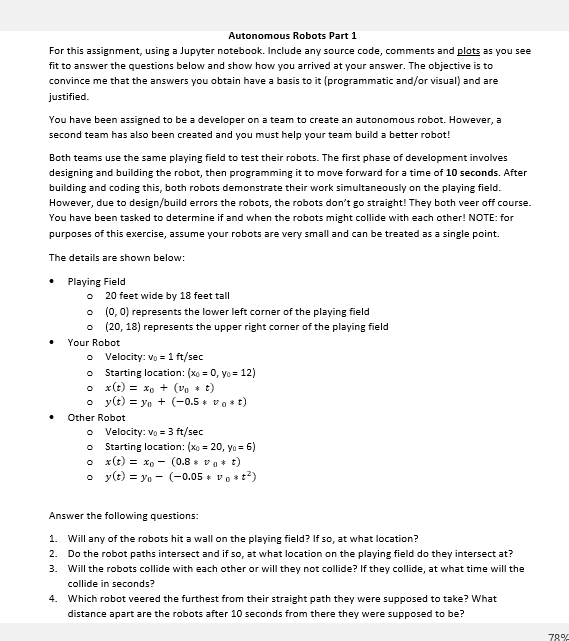 Autonomous Robots Part 1
For this assignment, using a Jupyter notebook. Include any source code, comments and plots as you see
fit to answer the questions below and show how you arrived at your answer. The objective is to
convince me that the answers you obtain have a basis to it (programmatic and/or visual) and are
justified.
You have been assigned to be a developer on a team to create an autonomous robot. However, a
second team has also been created and you must help your team build a better robot!
Both teams use the same playing field to test their robots. The first phase of development involves
designing and building the robot, then programming it to move forward for a time of 10 seconds. After
building and coding this, both robots demonstrate their work simultaneously on the playing field.
However, due to design/build errors the robots, the robots don't go straight! They both veer off course.
You have been tasked to determine if and when the robots might collide with each other! NOTE: for
purposes of this exercise, assume your robots are very small and can be treated as a single point.
The details are shown below:
• Playing Field
o 20 feet wide by 18 feet tall
o (0, 0) represents the lower left corner of the playing field
o (20, 18) represents the upper right corner of the playing field
• Your Robot
o Velocity: v₀ = 1 ft/sec
o Starting location: (x₀ = 0, y₀ = 12)
o x(t) = x₀ + (v₀ * t)
o y(t) = y₀ + (−0.5 * v₀ * t)
• Other Robot
o Velocity: v₀ = 3 ft/sec
o Starting location: (x₀ = 20, y₀ = 6)
o x(t) = x₀ − (0.8 * v₀ * t)
o y(t) = y₀ − (−0.05 * v₀ * t²)
Answer the following questions:
1. Will any of the robots hit a wall on the playing field? If so, at what location?
2. Do the robot paths intersect and if so, at what location on the playing field do they intersect at?
3. Will the robots collide with each other or will they not collide? If they collide, at what time will the
collide in seconds?
4. Which robot veered the furthest from their straight path they were supposed to take? What
distance apart are the robots after 10 seconds from there they were supposed to be?
78%